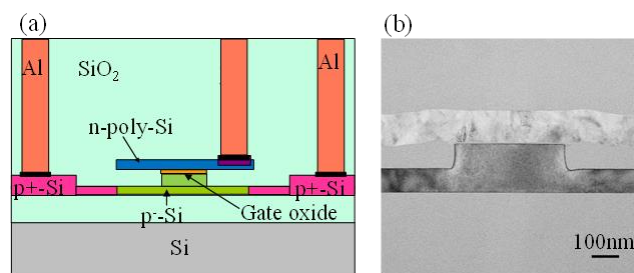 (a)
(b)
Al
SiO2
Al
n-poly-Si
p+-Si
p+-Si
p--Si
Gate oxide
Si
100nm